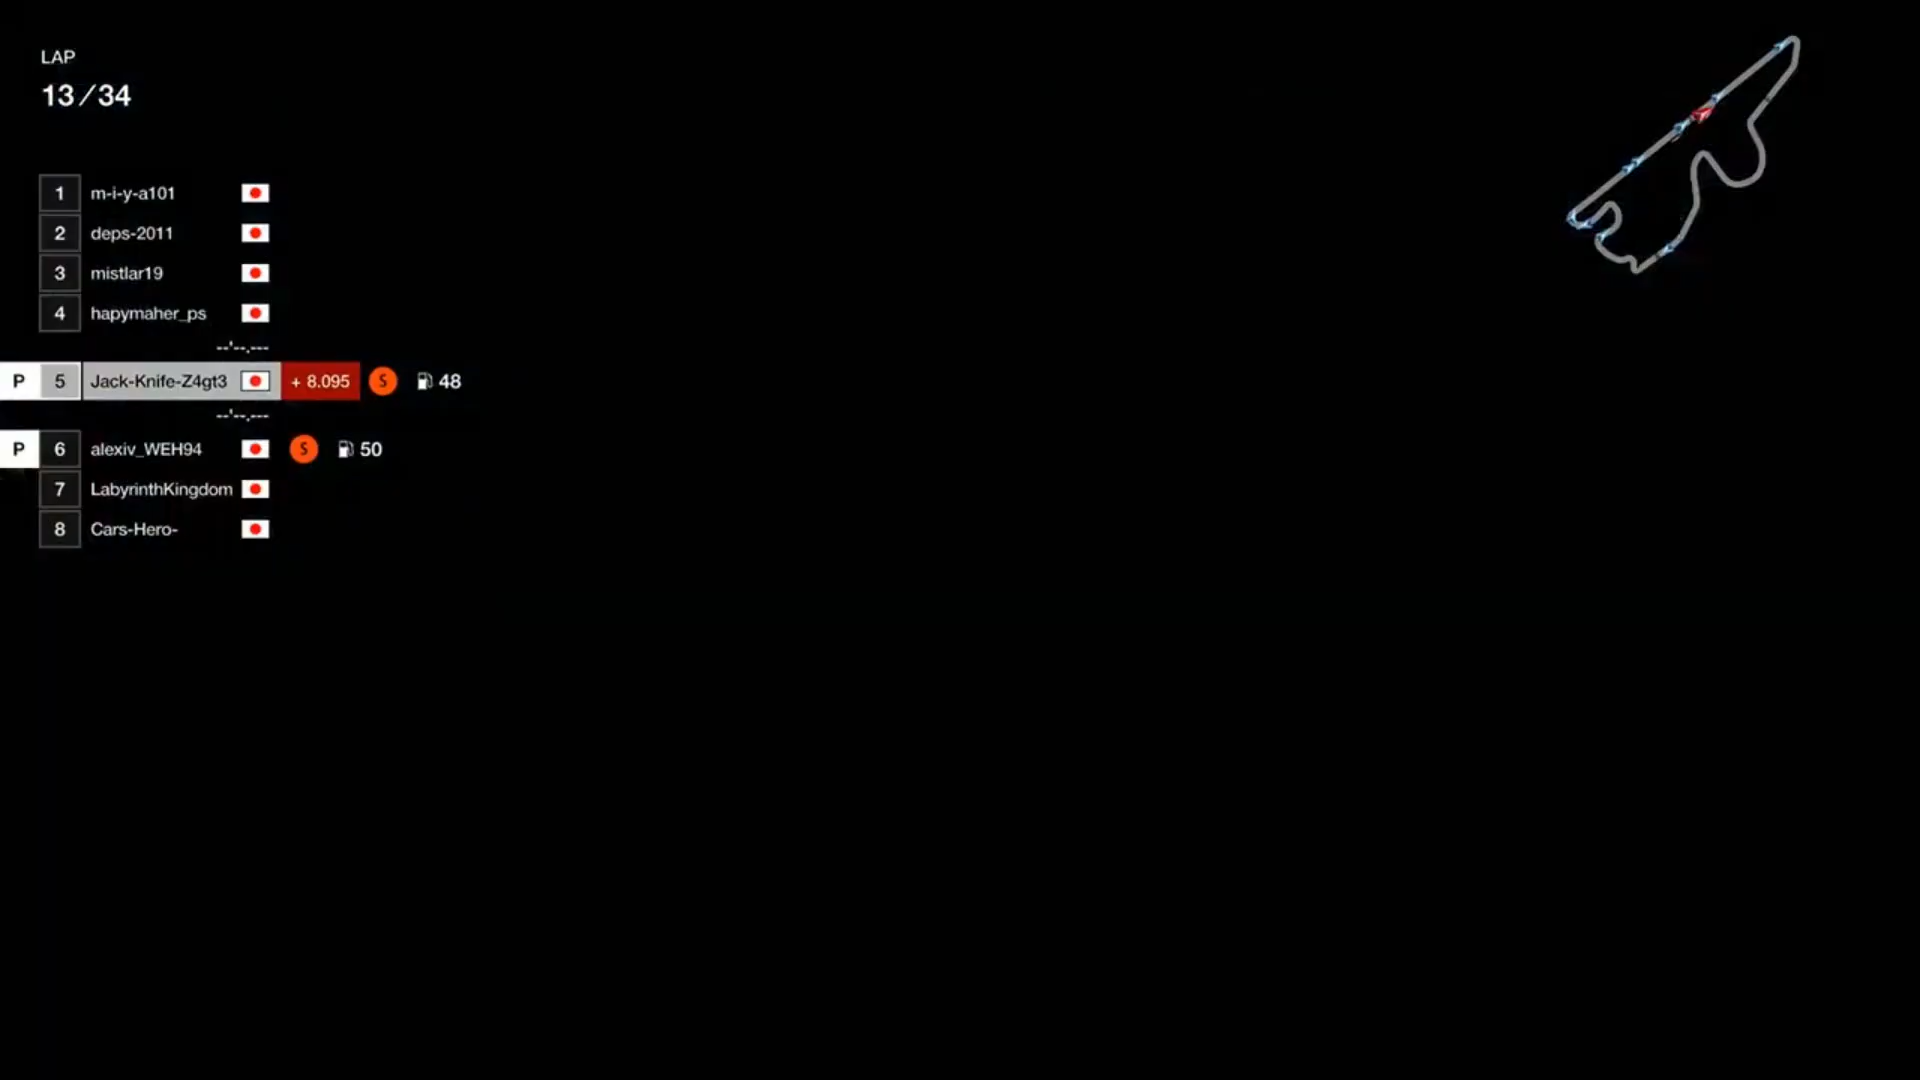 LAP
13/34
1 m-i-y-a101
2 deps-2011
3 mistlar19
4 hapymaher_ps
--'--.---
P 5 Jack-Knife-Z4gt3 + 8.095 S 48
--'--.---
P 6 alexiv_WEH94 S 50
7 LabyrinthKingdom
8 Cars-Hero-